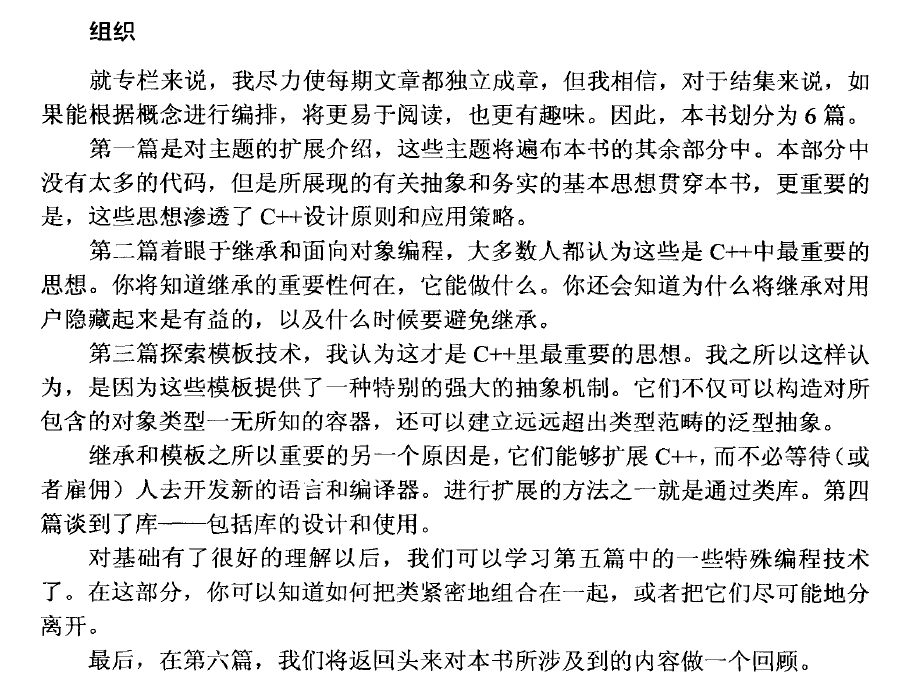 组织
就专栏来说，我尽力使每期文章都独立成章，但我相信，对于结集来说，如
果能根据概念进行编排，将更易于阅读，也更有趣味。因此，本书划分为 6 篇。
第一篇是对主题的扩展介绍，这些主题将遍布本书的其余部分中。本部分中
没有太多的代码，但是所展现的有关抽象和务实的基本思想贯穿本书，更重要的
是，这些思想渗透了 C++设计原则和应用策略。
第二篇着眼于继承和面向对象编程，大多数人都认为这些是 C++中最重要的
思想。你将知道继承的重要性何在，它能做什么。你还会知道为什么将继承对用
户隐藏起来是有益的，以及什么时候要避免继承。
第三篇探索模板技术，我认为这才是 C++里最重要的思想。我之所以这样认
为，是因为这些模板提供了一种特别的强大的抽象机制。它们不仅可以构造对所
包含的对象类型一无所知的容器，还可以建立远远超出类型范畴的泛型抽象。
继承和模板之所以重要的另一个原因是，它们能够扩展 C++，而不必等待（或
者雇佣）人去开发新的语言和编译器。进行扩展的方法之一就是通过类库。第四
篇谈到了库——包括库的设计和使用。
对基础有了很好的理解以后，我们可以学习第五篇中的一些特殊编程技术
了。在这部分，你可以知道如何把类紧密地组合在一起，或者把它们尽可能地分
离开。
最后，在第六篇，我们将返回头来对本书所涉及到的内容做一个回顾。